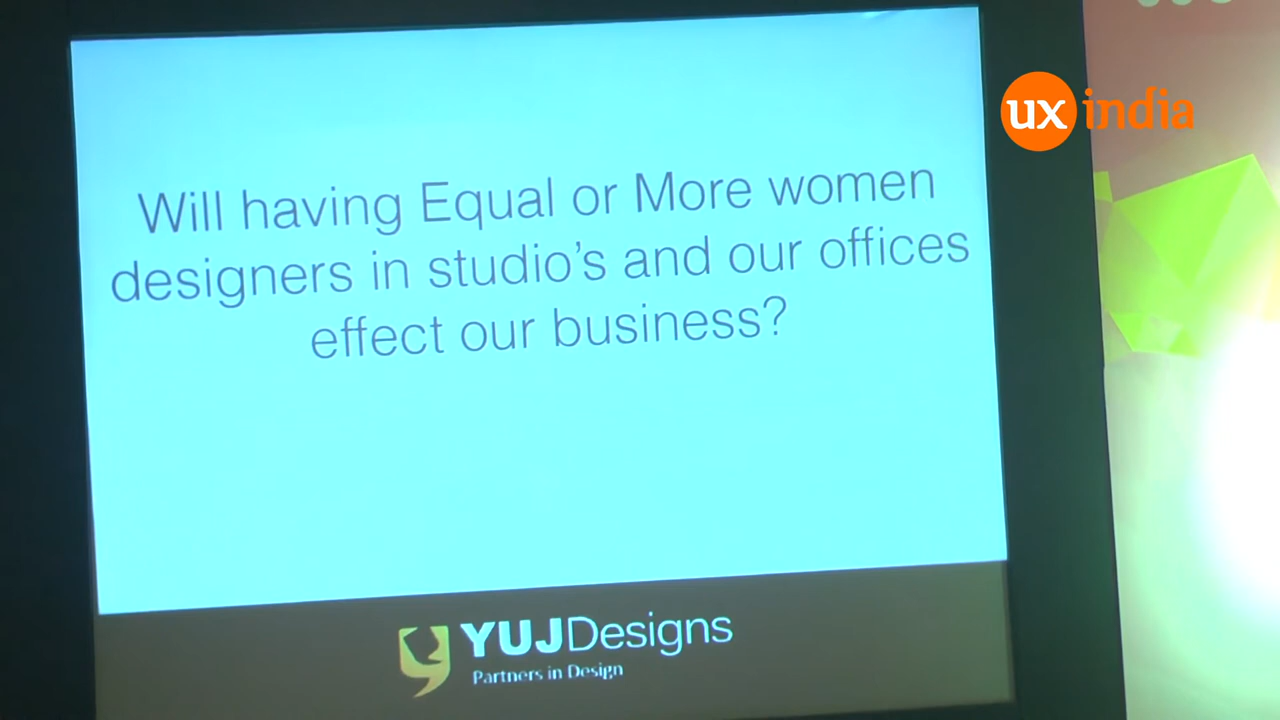 ux india
Will having Equal or More women
designers in studio's and our offices
effect our business?
YUJDesigns
Partners in Design